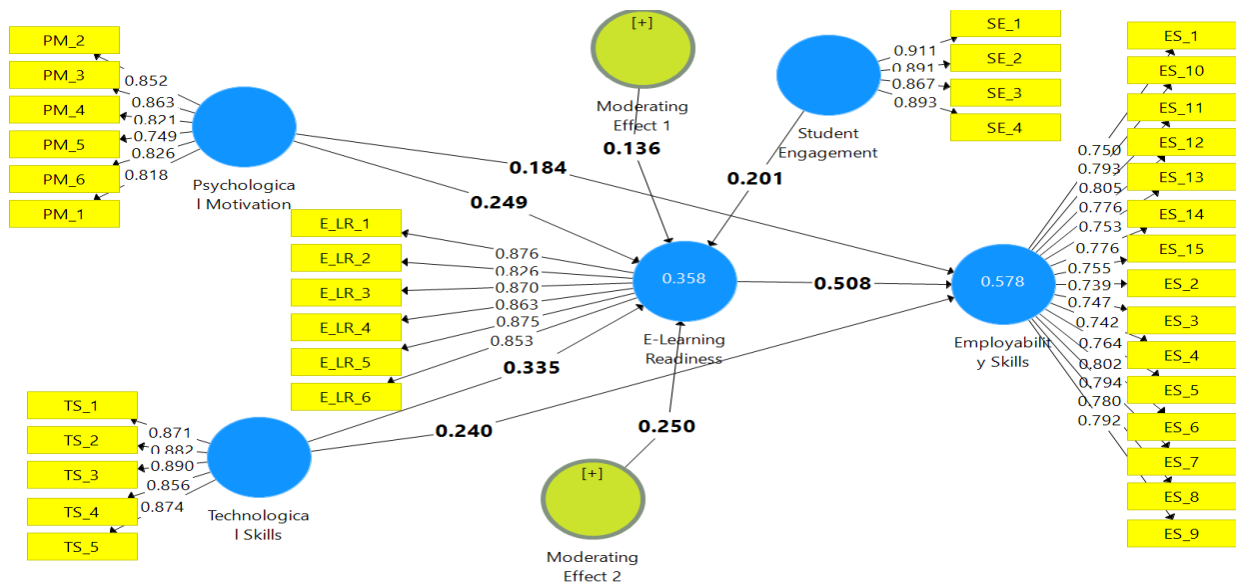 PM_2
PM_3
PM_4
PM_5
PM_6
PM_1
0.852
0.863
0.821
0.749
0.826
0.818
Psychologica
l Motivation
[+]
Moderating
Effect 1
0.136
Student
Engagement
0.911
0.891
0.867
0.893
SE_1
SE_2
SE_3
SE_4
0.201
0.184
0.249
E_LR_1
E_LR_2
E_LR_3
E_LR_4
E_LR_5
E_LR_6
0.876
0.826
0.870
0.863
0.875
0.853
0.358
E-Learning
Readiness
0.508
0.578
Employabilit
y Skills
0.750
0.793
0.805
0.776
0.753
0.776
0.755
0.739
0.747
0.742
0.764
0.802
0.794
0.780
0.792
ES_1
ES_10
ES_11
ES_12
ES_13
ES_14
ES_15
ES_2
ES_3
ES_4
ES_5
ES_6
ES_7
ES_8
ES_9
0.335
0.240
0.250
TS_1
TS_2
TS_3
TS_4
TS_5
0.871
0.882
0.890
0.856
0.874
Technologica
l Skills
[+]
Moderating
Effect 2